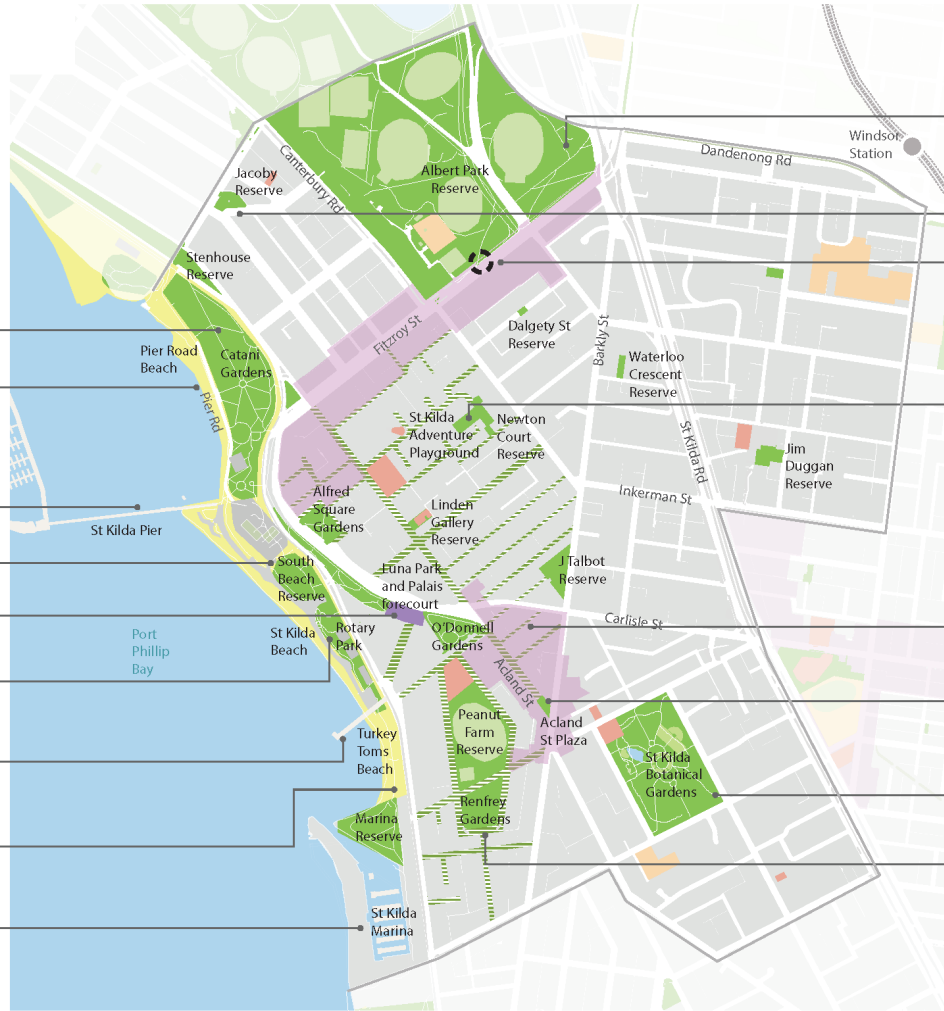 Windsor
Station
Dandenong Rd
Canterbury Rd
Albert Park
Reserve
Jacoby
Reserve
Stenhouse
Reserve
Fitzroy St
Dalgety St
Reserve
Barkly St
Pier Road
Beach
Catani
Gardens
Waterloo
Crescent
Reserve
Pier Rd
St Kilda
Adventure
Playground
Newton
Court
Reserve
St Kilda Rd
Jim
Duggan
Reserve
Inkerman St
Alfred
Square
Gardens
Linden
Gallery
Reserve
St Kilda Pier
South
Beach
Reserve
Luna Park
and Palais
forecourt
J Talbot
Reserve
Carlisle St
Port
Phillip
Bay
St Kilda
Beach
Rotary
Park
O'Donnell
Gardens
Acland St
Peanut
Farm
Reserve
Acland
St Plaza
Turkey
Toms
Beach
St Kilda
Botanical
Gardens
Renfrey
Gardens
Marina
Reserve
St Kilda
Marina